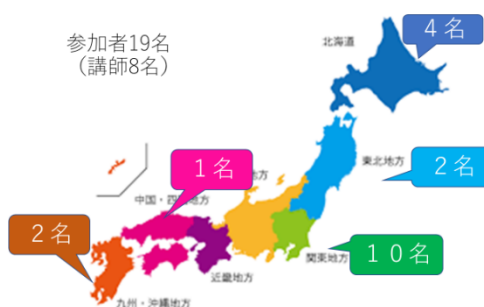 参加者19名
（講師8名）
北海道
４名
東北地方
２名
地方
１名
中国・四
地方
２名
１０名
関東地方
近畿地方
九州・沖縄地方